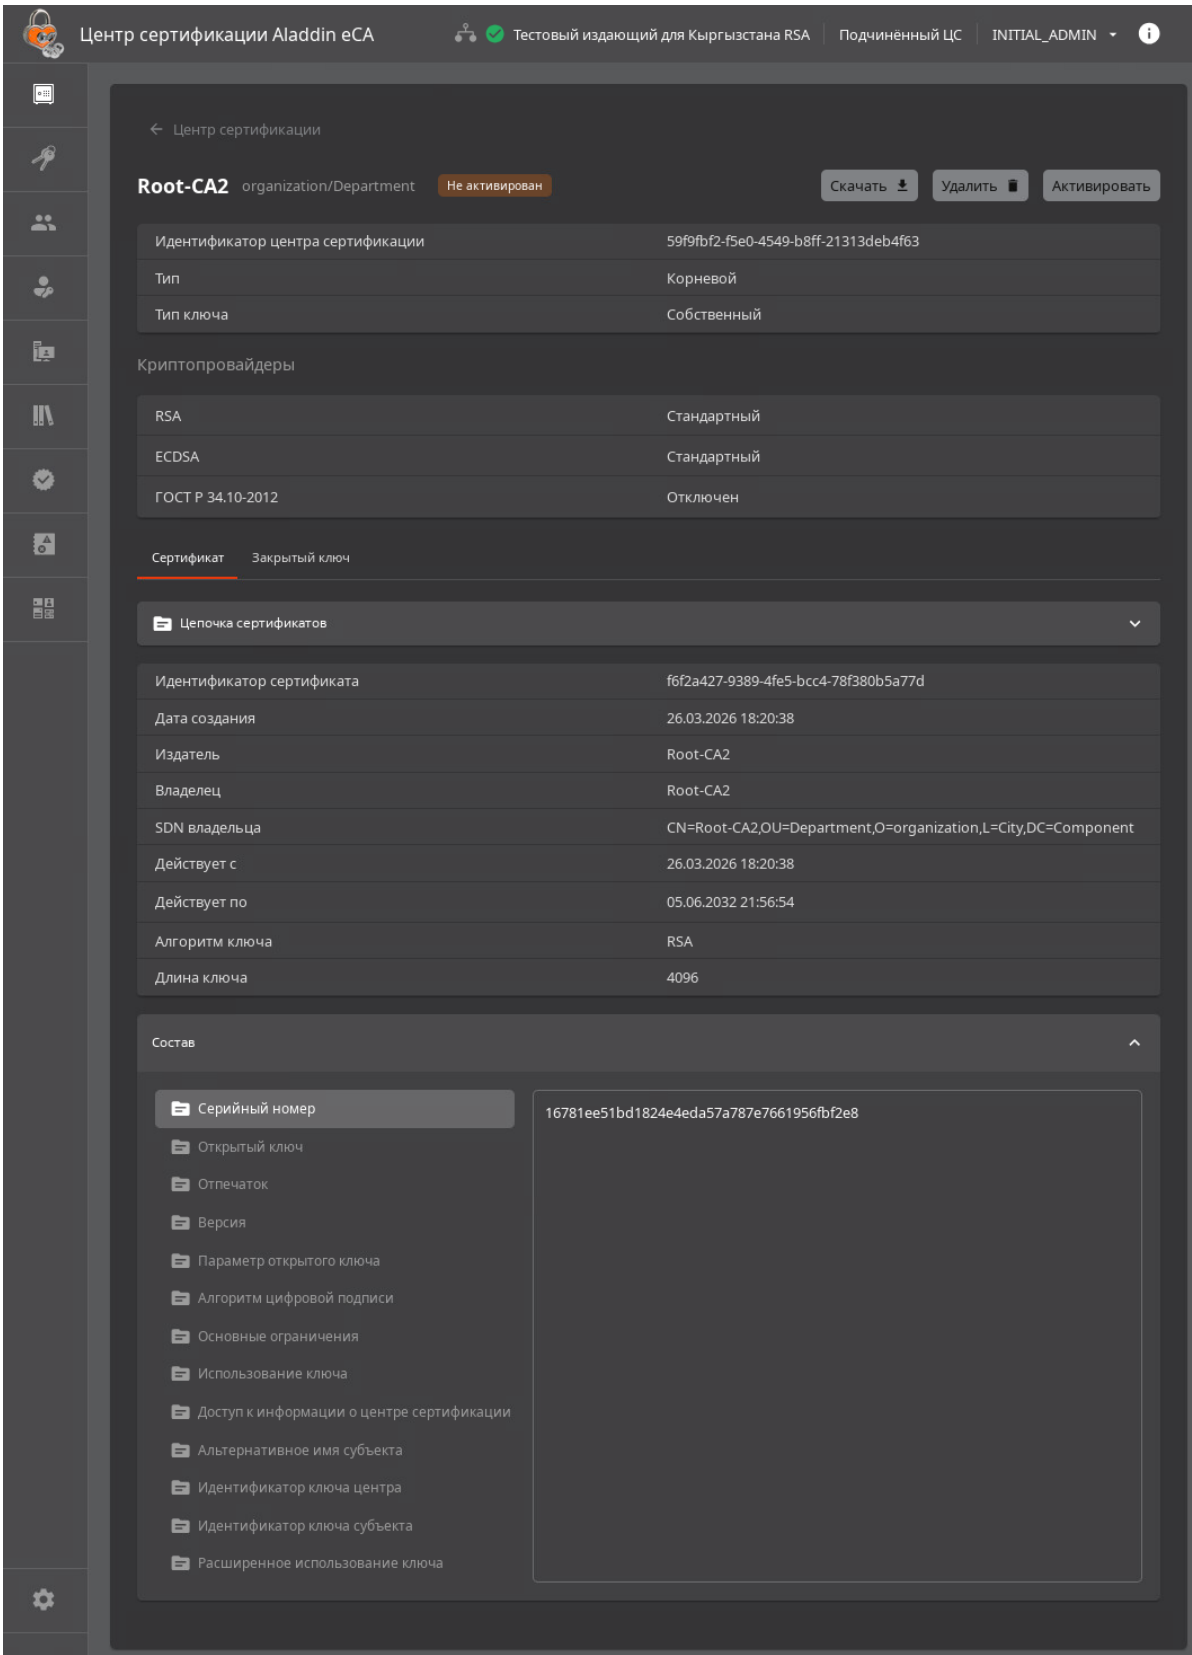 Центр сертификации Aladdin eCA Тестовый издающий для Кыргызстана RSA Подчинённый ЦС INITIAL_ADMIN
Центр сертификации
Root-CA2 organization/Department Не активирован Скачать Удалить Активировать
Идентификатор центра сертификации 59f9fbf2-f5e0-4549-b8ff-21313deb4f63
Тип Корневой
Тип ключа Собственный
Криптопровайдеры
RSA Стандартный
ECDSA Стандартный
ГОСТ Р 34.10-2012 Отключен
Сертификат Закрытый ключ
Цепочка сертификатов
Идентификатор сертификата f6f2a427-9389-4fe5-bcc4-78f380b5a77d
Дата создания 26.03.2026 18:20:38
Издатель Root-CA2
Владелец Root-CA2
SDN владельца CN=Root-CA2,OU=Department,O=organization,L=City,DC=Component
Действует с 26.03.2026 18:20:38
Действует по 05.06.2032 21:56:54
Алгоритм ключа RSA
Длина ключа 4096
Состав
Серийный номер 16781ee51bd1824e4eda57a787e7661956fbf2e8
Открытый ключ
Отпечаток
Версия
Параметр открытого ключа
Алгоритм цифровой подписи
Основные ограничения
Использование ключа
Доступ к информации о центре сертификации
Альтернативное имя субъекта
Идентификатор ключа центра
Идентификатор ключа субъекта
Расширенное использование ключа